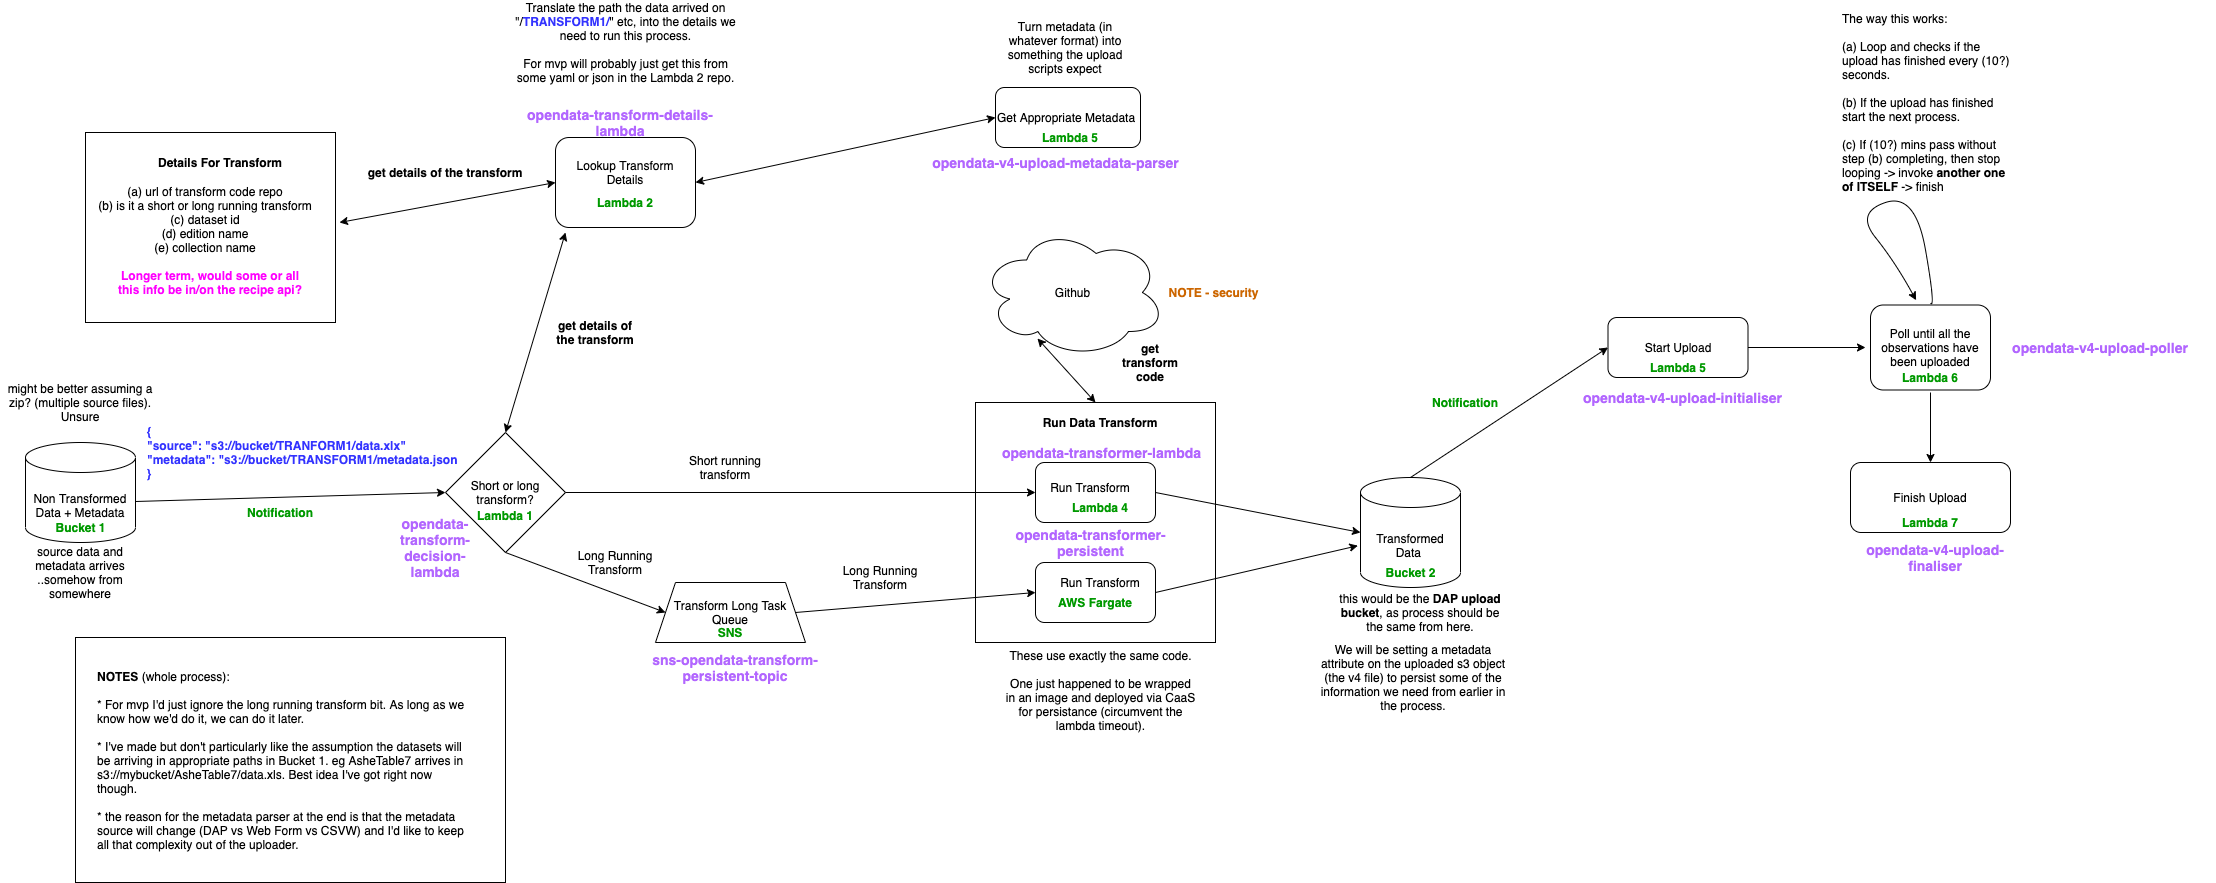 Translate the path the data arrived on
"/TRANSFORM1/" etc, into the details we
need to run this process.
For mvp will probably just get this from
some yaml or json in the Lambda 2 repo.
opendata-transform-details-
lambda
Lookup Transform
Details
Lambda 2
Turn metadata (in
whatever format) into
something the upload
scripts expect
Get Appropriate Metadata
Lambda 5
opendata-v4-upload-metadata-parser
Details For Transform
(a) url of transform code repo
(b) is it a short or long running transform
(c) dataset id
(d) edition name
(e) collection name
Longer term, would some or all
this info be in/on the recipe api?
get details of the transform
get details of
the transform
might be better assuming a
zip? (multiple source files).
Unsure
{
"source": "s3://bucket/TRANFORM1/data.xlx"
"metadata": "s3://bucket/TRANSFORM1/metadata.json
}
Non Transformed
Data + Metadata
Bucket 1
source data and
metadata arrives
..somehow from
somewhere
Notification
Short or long
transform?
Lambda 1
opendata-
transform-
decision-
lambda
Short running
transform
Long Running
Transform
Transform Long Task
Queue
SNS
sns-opendata-transform-
persistent-topic
Long Running
Transform
Github
NOTE - security
get
transform
code
Run Data Transform
opendata-transformer-lambda
Run Transform
Lambda 4
opendata-transformer-
persistent
Run Transform
AWS Fargate
These use exactly the same code.
One just happened to be wrapped
in an image and deployed via CaaS
for persistance (circumvent the
lambda timeout).
Transformed
Data
Bucket 2
this would be the DAP upload
bucket, as process should be
the same from here.
We will be setting a metadata
attribute on the uploaded s3 object
(the v4 file) to persist some of the
information we need from earlier in
the process.
Notification
Start Upload
Lambda 5
opendata-v4-upload-initialiser
The way this works:
(a) Loop and checks if the
upload has finished every (10?)
seconds.
(b) If the upload has finished
start the next process.
(c) If (10?) mins pass without
step (b) completing, then stop
looping -> invoke another one
of ITSELF -> finish
Poll until all the
observations have
been uploaded
Lambda 6
opendata-v4-upload-poller
Finish Upload
Lambda 7
opendata-v4-upload-
finaliser
NOTES (whole process):
* For mvp I'd just ignore the long running transform bit. As long as we
know how we'd do it, we can do it later.
* I've made but don't particularly like the assumption the datasets will
be arriving in appropriate paths in Bucket 1. eg AsheTable7 arrives in
s3://mybucket/AsheTable7/data.xls. Best idea I've got right now
though.
* the reason for the metadata parser at the end is that the metadata
source will change (DAP vs Web Form vs CSVW) and I'd like to keep
all that complexity out of the uploader.